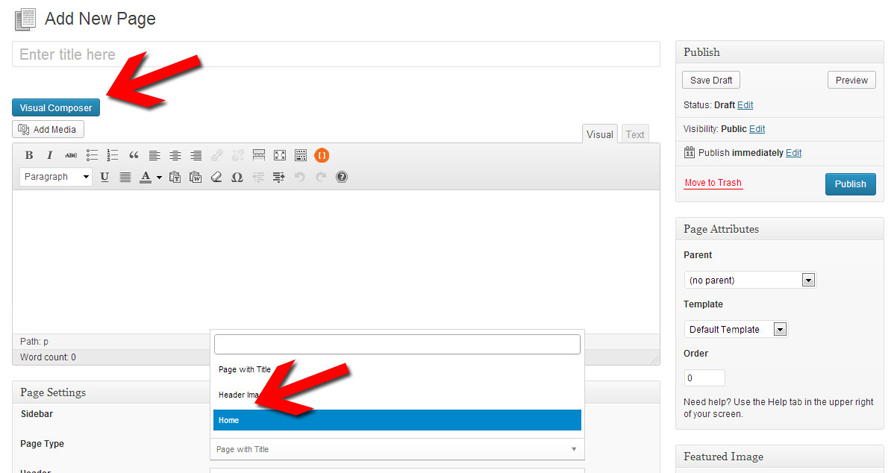 Add New Page
Enter title here
Visual Composer
Add Media
Visual Text
B I ABC
Paragraph U A Ω
Path: p
Word count: 0
Page with Title
Header Ima
Home
Page with Title
Page Settings
Sidebar
Page Type
Header
Publish
Save Draft Preview
Status: Draft Edit
Visibility: Public Edit
11 Publish immediately Edit
Move to Trash Publish
Page Attributes
Parent
(no parent)
Template
Default Template
Order
0
Need help? Use the Help tab in the upper right
of your screen.
Featured Image